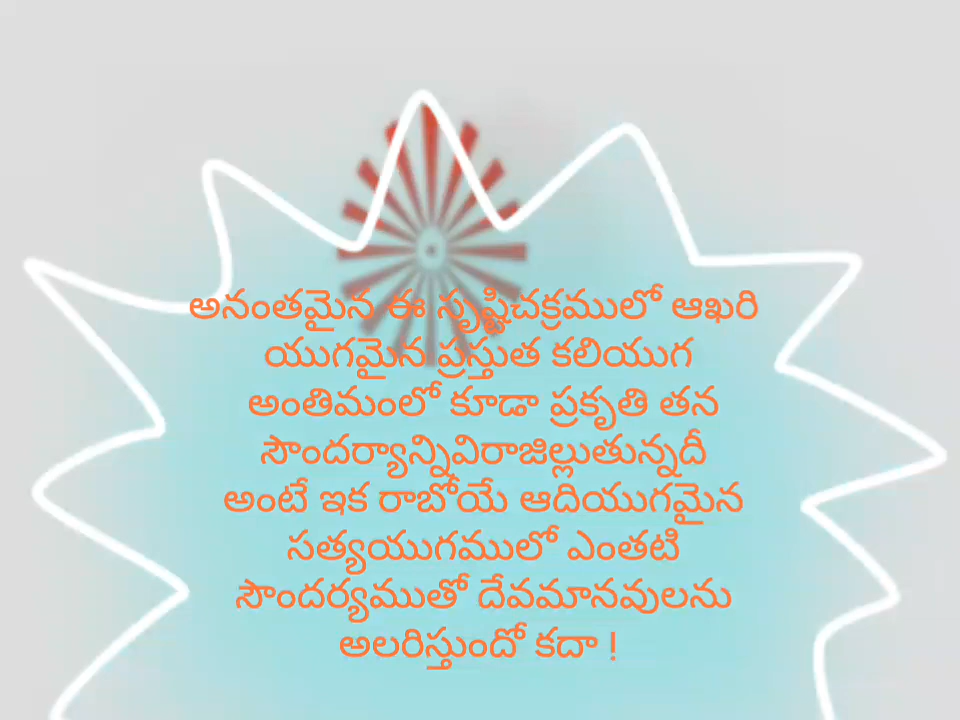 అనంతమైన ఈ సృష్టిచక్రములో ఆఖరి
యుగమైన ప్రస్తుత కలియుగ
అంతిమంలో కూడా ప్రకృతి తన
సౌందర్యాన్నివిరాజిల్లుతున్నదీ
అంటే ఇక రాబోయే ఆదియుగమైన
సత్యయుగములో ఎంతటి
సౌందర్యముతో దేవమానవులను
అలరిస్తుందో కదా !